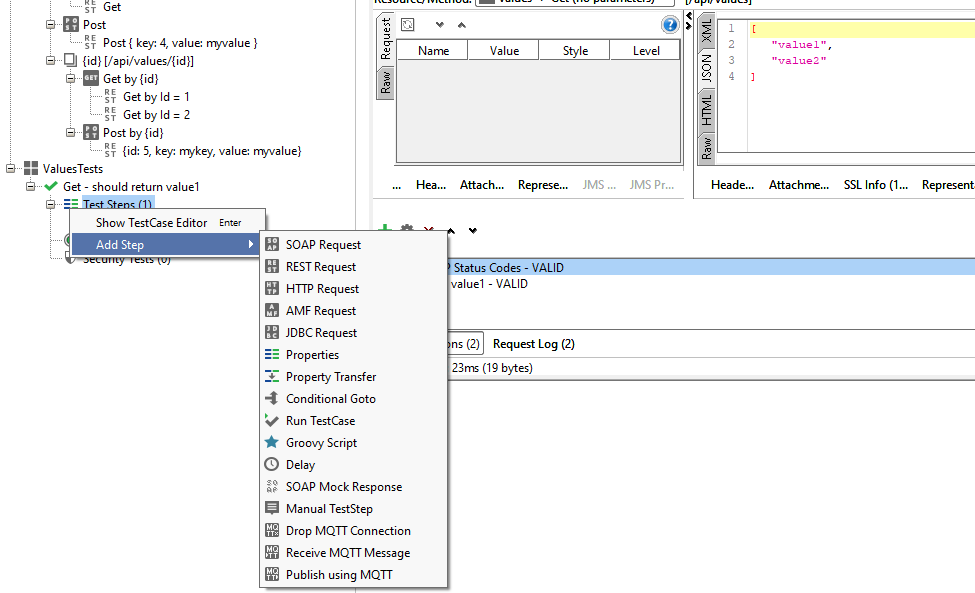 Get
Post
Post { key: 4, value: myvalue }
{id} [/api/values/{id}]
Get by {id}
Get by Id = 1
Get by Id = 2
Post by {id}
{id: 5, key: mykey, value: myvalue}
ValuesTests
Get - should return value1
Test Steps (1)
Security Tests (0)
Show TestCase Editor Enter
Add Step
SOAP Request
REST Request
HTTP Request
AMF Request
JDBC Request
Properties
Property Transfer
Conditional Goto
Run TestCase
Groovy Script
Delay
SOAP Mock Response
Manual TestStep
Drop MQTT Connection
Receive MQTT Message
Publish using MQTT
Resource/Method: Values -> Get (no parameters) [/api/values]
Request
Raw
Name Value Style Level
... Hea... Attach... Represe... JMS ... JMS Pr...
XML
JSON
HTML
Raw
1 [
2 "value1",
3 "value2"
4 ]
Heade... Attachme... SSL Info (1... Represent
Status Codes - VALID
value1 - VALID
ons (2) Request Log (2)
23ms (19 bytes)